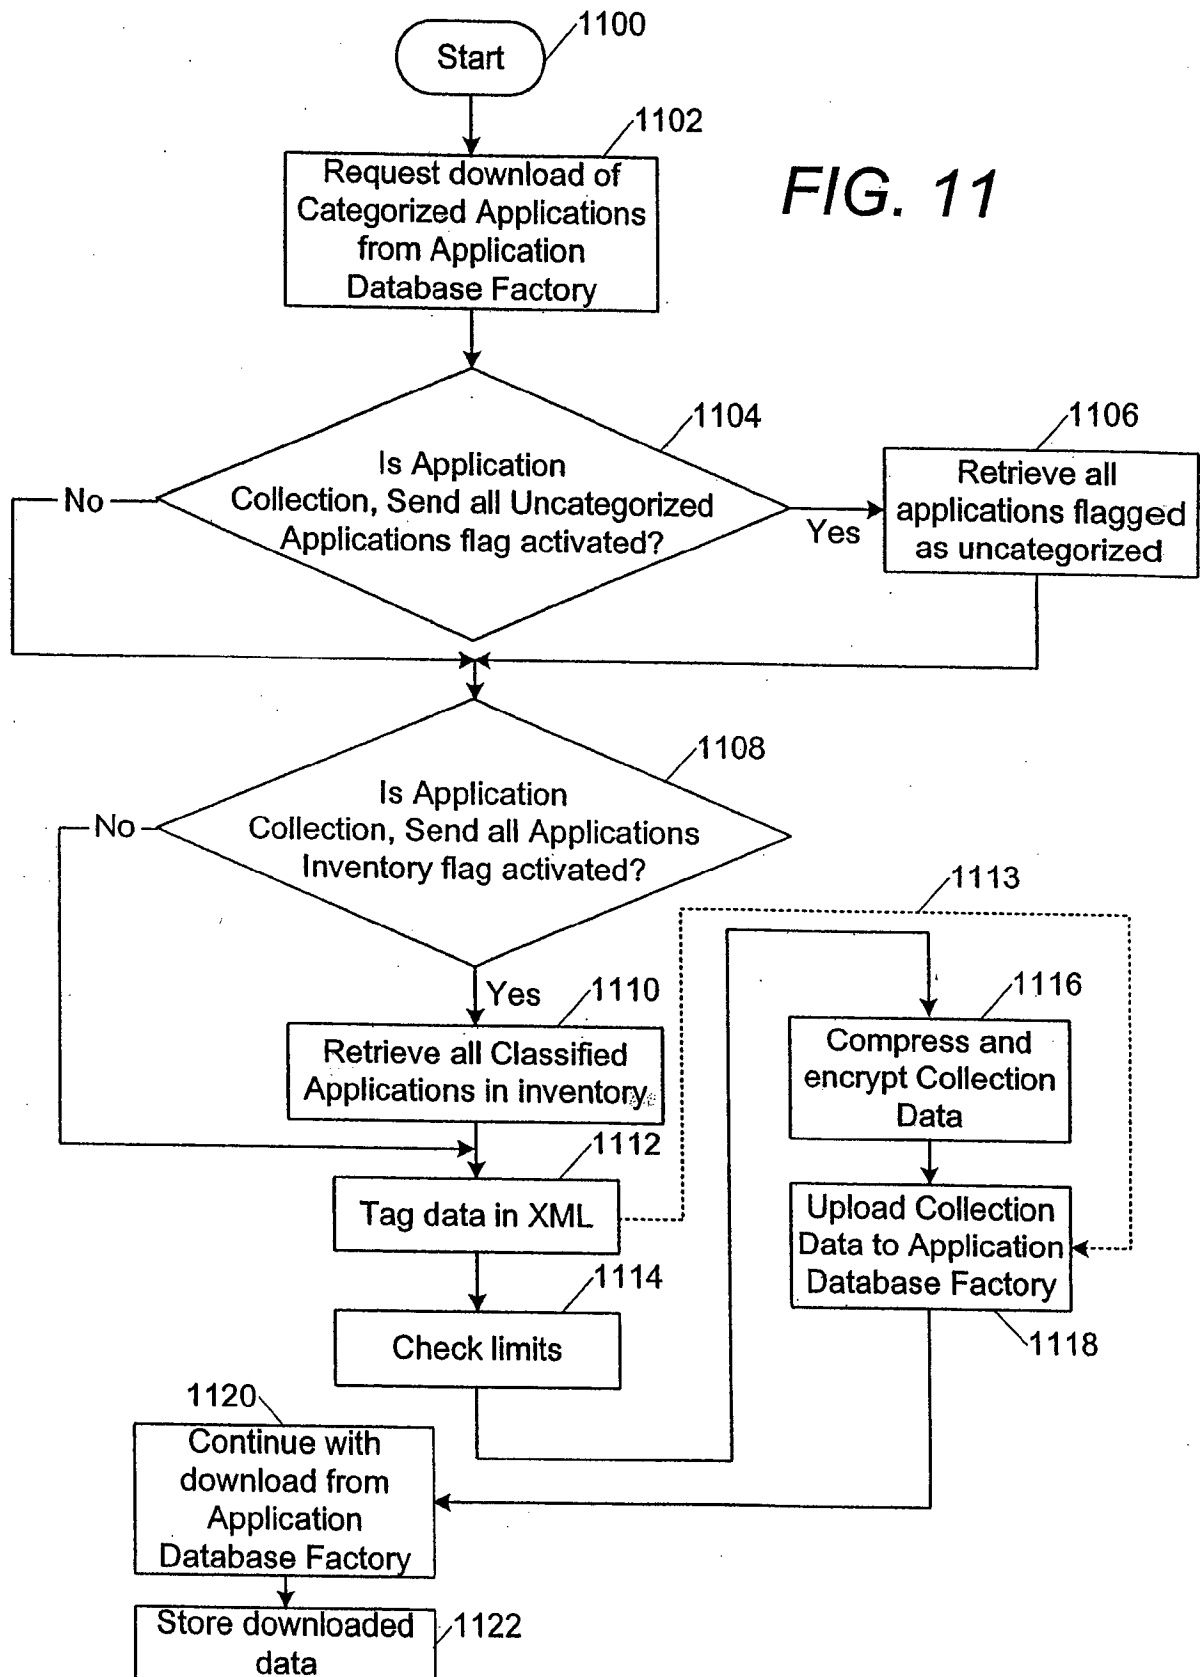 1100
Start
1102
FIG. 11
Request download of
Categorized Applications
from Application
Database Factory
1104
1106
Is Application
Collection, Send all Uncategorized
Applications flag activated?
No
Yes
Retrieve all
applications flagged
as uncategorized
1108
Is Application
Collection, Send all Applications
Inventory flag activated?
No
1113
Yes
1110
1116
Retrieve all Classified
Applications in inventory
Compress and
encrypt Collection
Data
1112
Tag data in XML
Upload Collection
Data to Application
Database Factory
1114
Check limits
1118
1120
Continue with
download from
Application
Database Factory
Store downloaded
data
1122